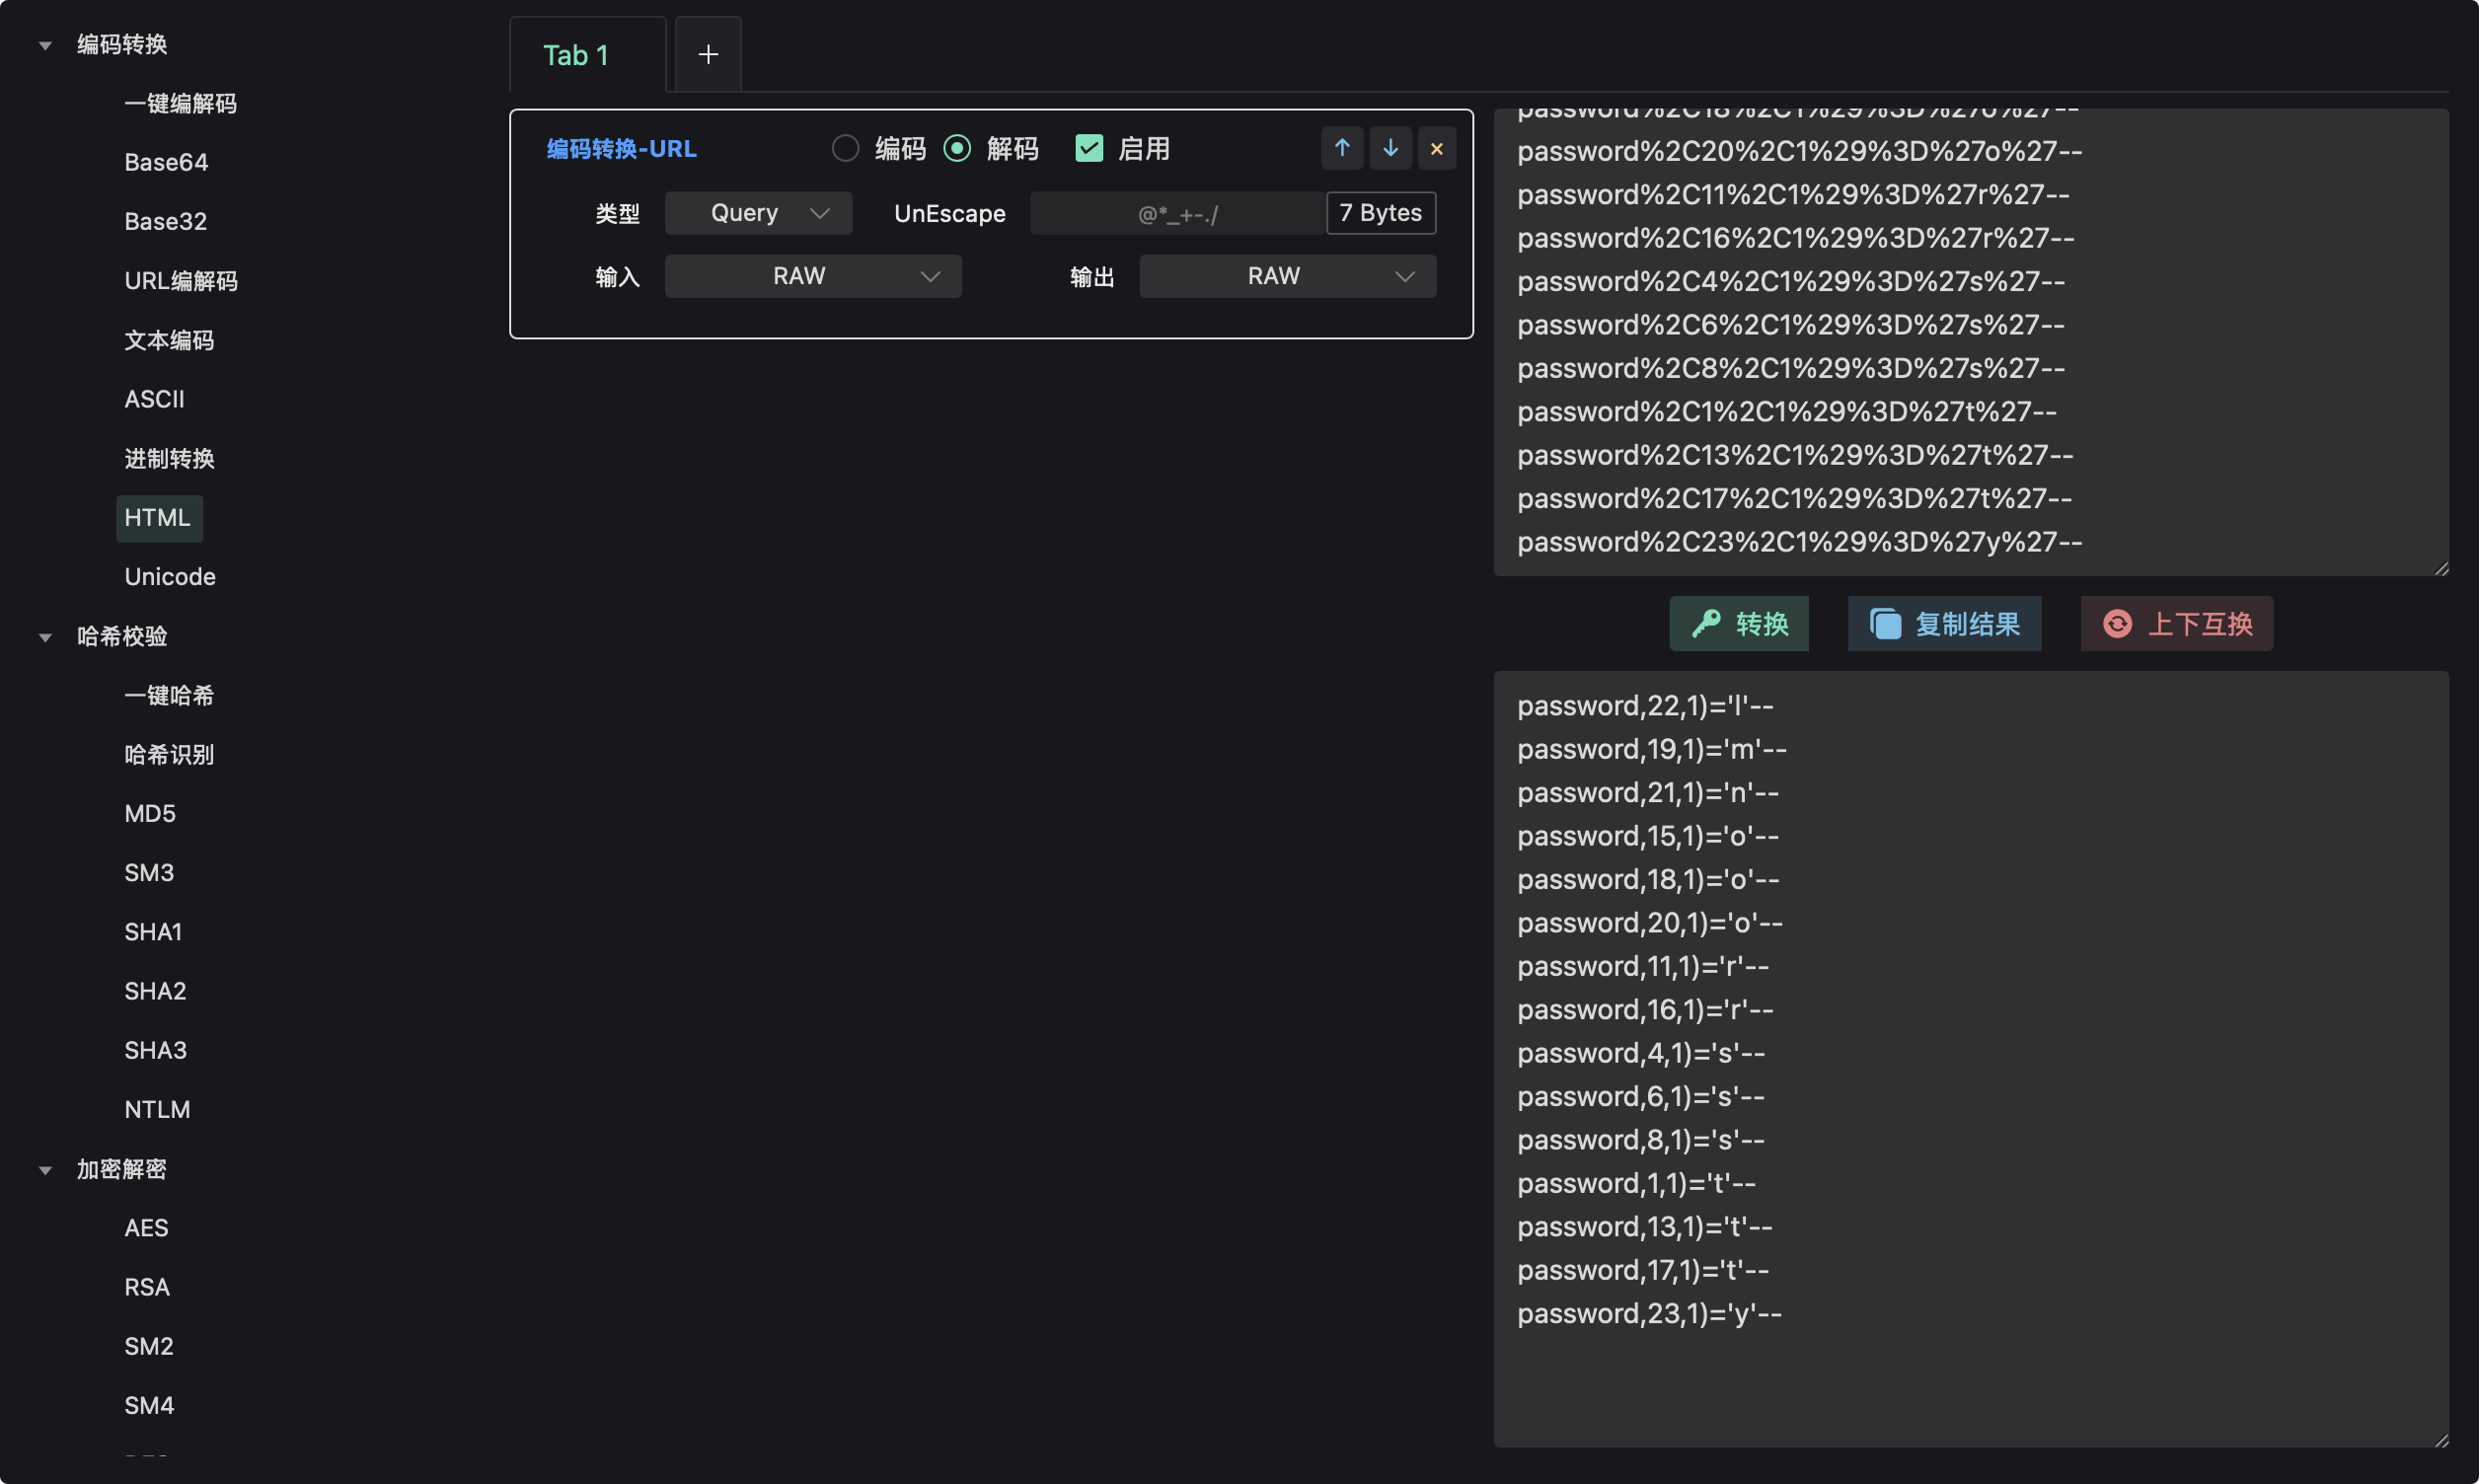 编码转换
一键编解码
Base64
Base32
URL编解码
文本编码
ASCII
进制转换
HTML
Unicode
哈希校验
一键哈希
哈希识别
MD5
SM3
SHA1
SHA2
SHA3
NTLM
加密解密
AES
RSA
SM2
SM4
Tab 1
+
编码转换-URL 编码 解码 启用
类型 Query UnEscape @*_+-./ 7 Bytes
输入 RAW 输出 RAW
password%2C18%2C1%29%3D%27o%27--
password%2C20%2C1%29%3D%27o%27--
password%2C11%2C1%29%3D%27r%27--
password%2C16%2C1%29%3D%27r%27--
password%2C4%2C1%29%3D%27s%27--
password%2C6%2C1%29%3D%27s%27--
password%2C8%2C1%29%3D%27s%27--
password%2C1%2C1%29%3D%27t%27--
password%2C13%2C1%29%3D%27t%27--
password%2C17%2C1%29%3D%27t%27--
password%2C23%2C1%29%3D%27y%27--
转换 复制结果 上下互换
password,22,1)='l'--
password,19,1)='m'--
password,21,1)='n'--
password,15,1)='o'--
password,18,1)='o'--
password,20,1)='o'--
password,11,1)='r'--
password,16,1)='r'--
password,4,1)='s'--
password,6,1)='s'--
password,8,1)='s'--
password,1,1)='t'--
password,13,1)='t'--
password,17,1)='t'--
password,23,1)='y'--